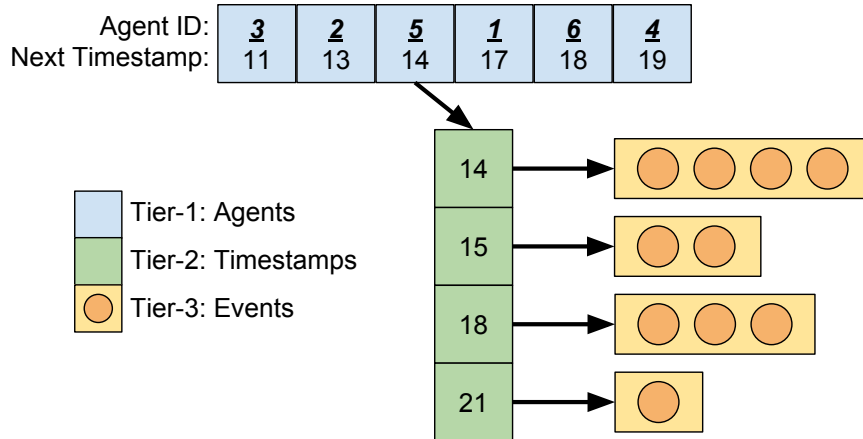 Agent ID: 3 2 5 1 6 4
Next Timestamp: 11 13 14 17 18 19
14
Tier-1: Agents
15
Tier-2: Timestamps
Tier-3: Events
18
21